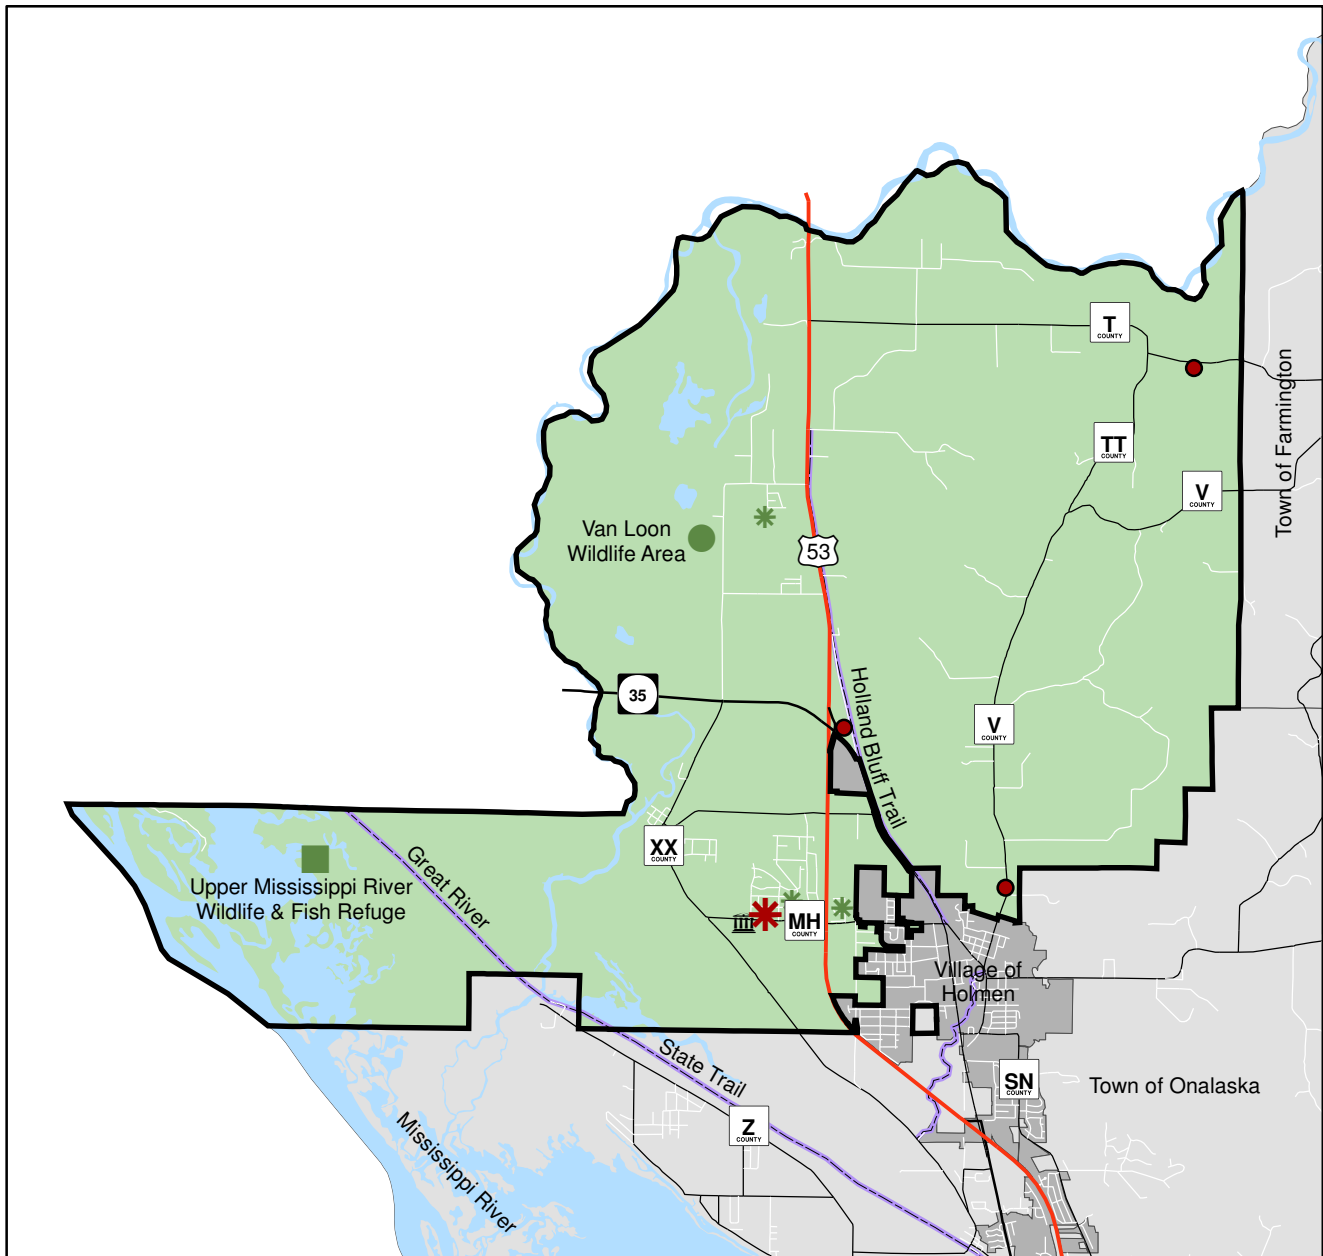 T
COUNTY
Town of Farmington
TT
COUNTY
V
COUNTY
Van Loon
Wildlife Area
53
35
Holland Bluff Trail
V
COUNTY
XX
COUNTY
Great River
Upper Mississippi River
Wildlife & Fish Refuge
MH
COUNTY
Village of
Holmen
State Trail
SN
COUNTY
Town of Onalaska
Z
COUNTY
Mississippi River